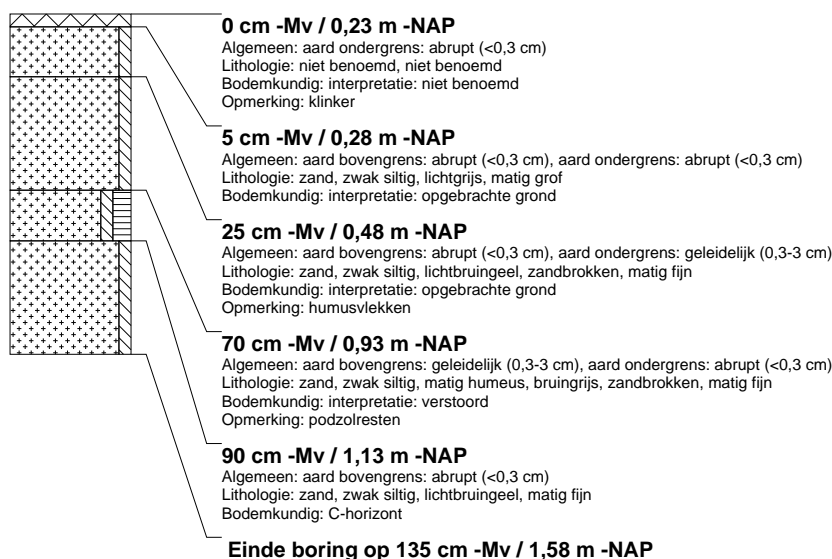 0 cm -Mv / 0,23 m -NAP
Algemeen: aard ondergrens: abrupt (<0,3 cm)
Lithologie: niet benoemd, niet benoemd
Bodemkundig: interpretatie: niet benoemd
Opmerking: klinker
5 cm -Mv / 0,28 m -NAP
Algemeen: aard bovengrens: abrupt (<0,3 cm), aard ondergrens: abrupt (<0,3 cm)
Lithologie: zand, zwak siltig, lichtgrijs, matig grof
Bodemkundig: interpretatie: opgebrachte grond
25 cm -Mv / 0,48 m -NAP
Algemeen: aard bovengrens: abrupt (<0,3 cm), aard ondergrens: geleidelijk (0,3-3 cm)
Lithologie: zand, zwak siltig, lichtbruingeel, zandbrokken, matig fijn
Bodemkundig: interpretatie: opgebrachte grond
Opmerking: humusvlekken
70 cm -Mv / 0,93 m -NAP
Algemeen: aard bovengrens: geleidelijk (0,3-3 cm), aard ondergrens: abrupt (<0,3 cm)
Lithologie: zand, zwak siltig, matig humeus, bruingrijs, zandbrokken, matig fijn
Bodemkundig: interpretatie: verstoord
Opmerking: podzolresten
90 cm -Mv / 1,13 m -NAP
Algemeen: aard bovengrens: abrupt (<0,3 cm)
Lithologie: zand, zwak siltig, lichtbruingeel, matig fijn
Bodemkundig: C-horizont
Einde boring op 135 cm -Mv / 1,58 m -NAP